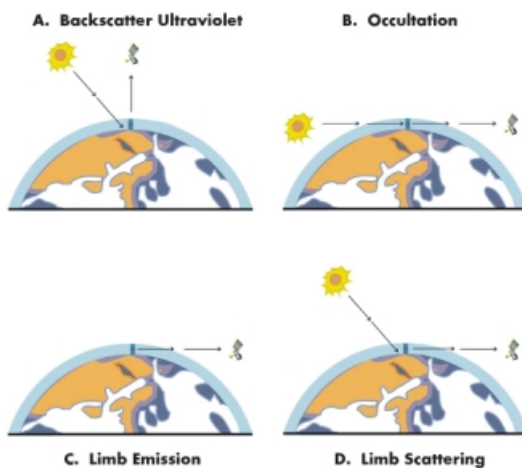 A. Backscatter Ultraviolet
B. Occultation
C. Limb Emission
D. Limb Scattering